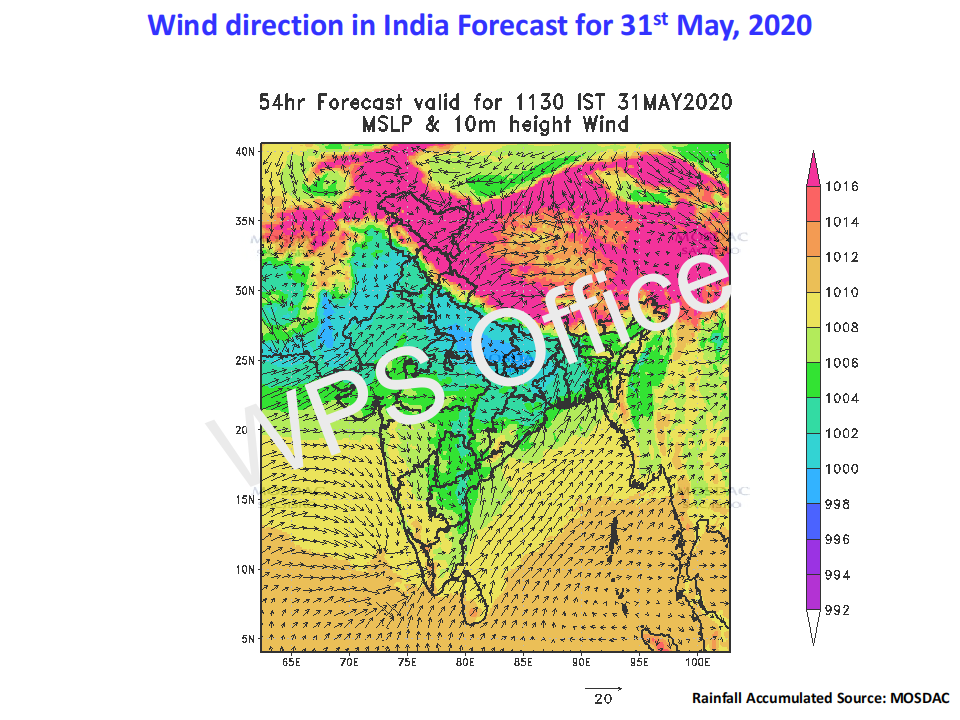 Wind direction in India Forecast for 31st May, 2020
54hr Forecast valid for 1130 IST 31MAY2020
MSLP & 10m height Wind
40N
35N
30N
25N
20
15N
10N
5N
65E 70E 75E 80E 85E 90E 95E 100E
1016
1014
1012
1010
1008
1006
1004
1002
1000
998
996
994
992
WPS Office
20
Rainfall Accumulated Source: MOSDAC